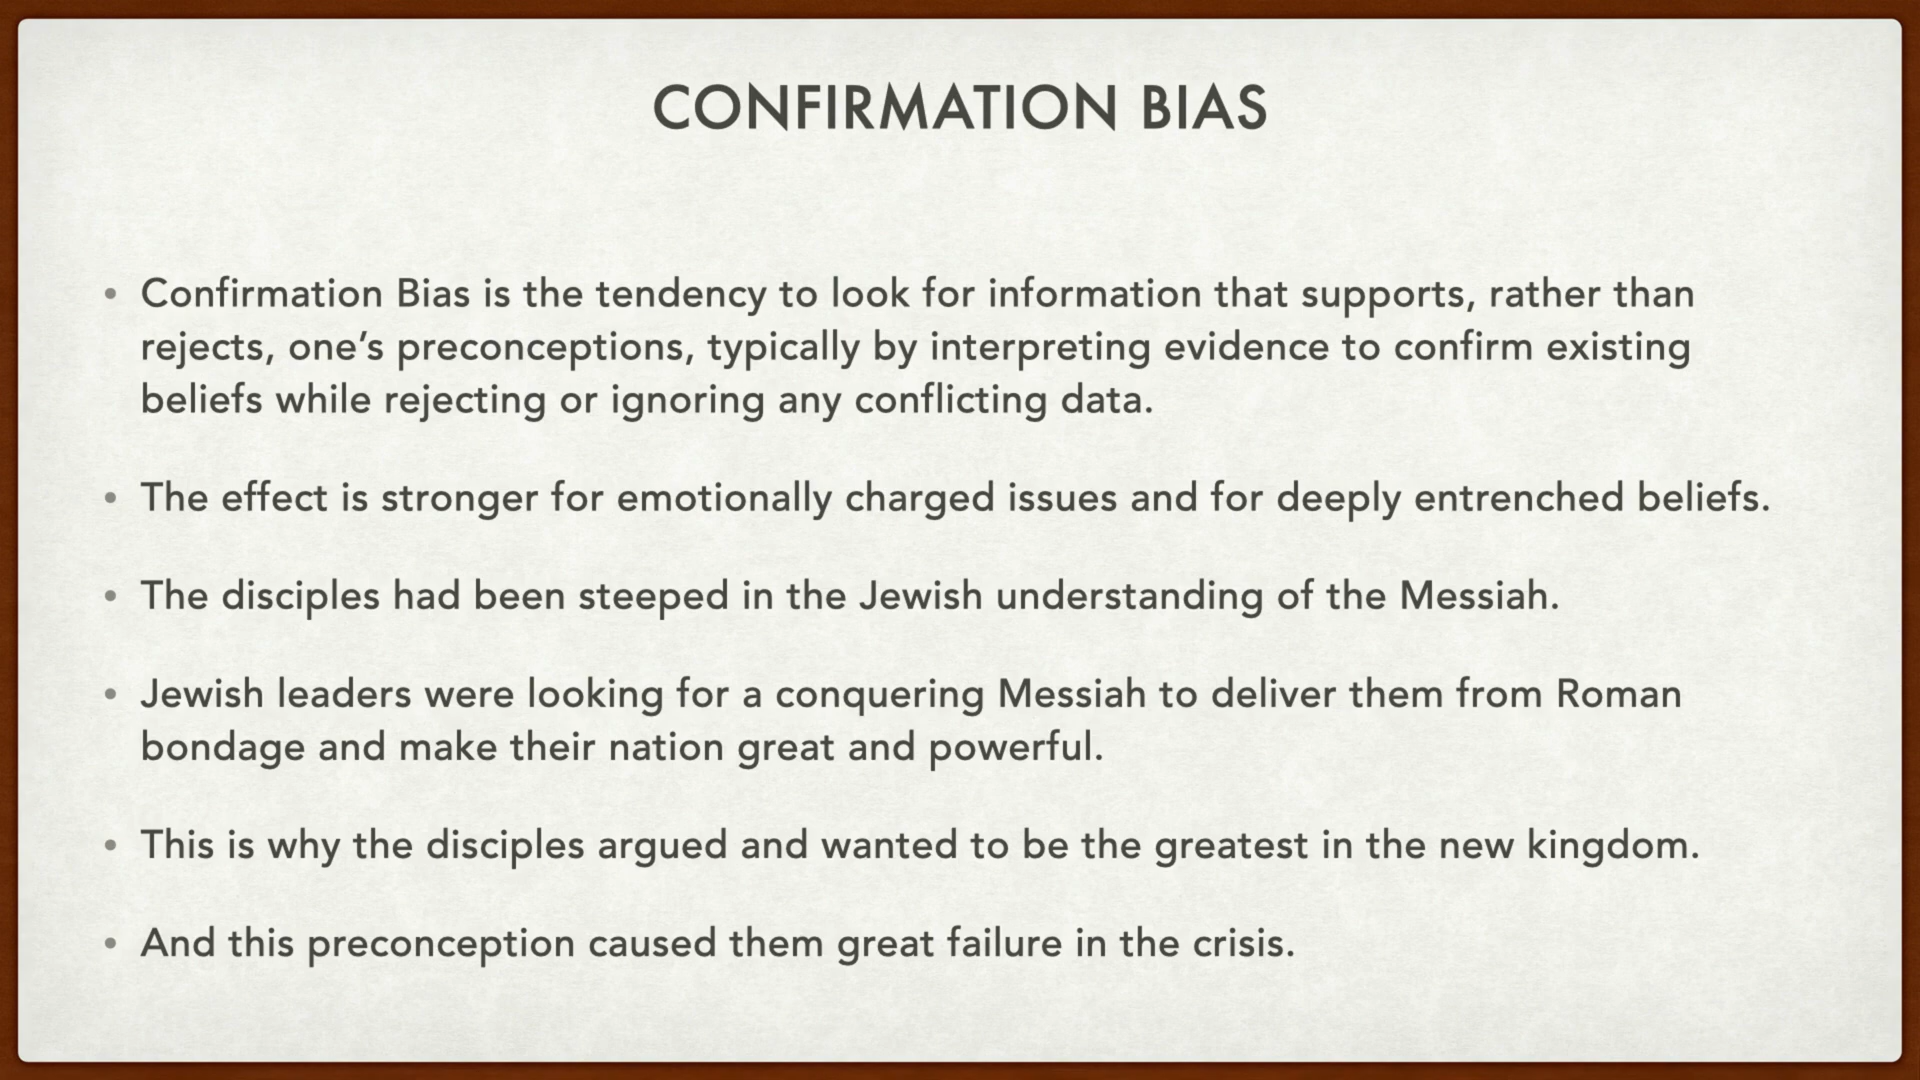 CONFIRMATION BIAS
• Confirmation Bias is the tendency to look for information that supports, rather than
rejects, one’s preconceptions, typically by interpreting evidence to confirm existing
beliefs while rejecting or ignoring any conflicting data.
• The effect is stronger for emotionally charged issues and for deeply entrenched beliefs.
• The disciples had been steeped in the Jewish understanding of the Messiah.
• Jewish leaders were looking for a conquering Messiah to deliver them from Roman
bondage and make their nation great and powerful.
• This is why the disciples argued and wanted to be the greatest in the new kingdom.
• And this preconception caused them great failure in the crisis.